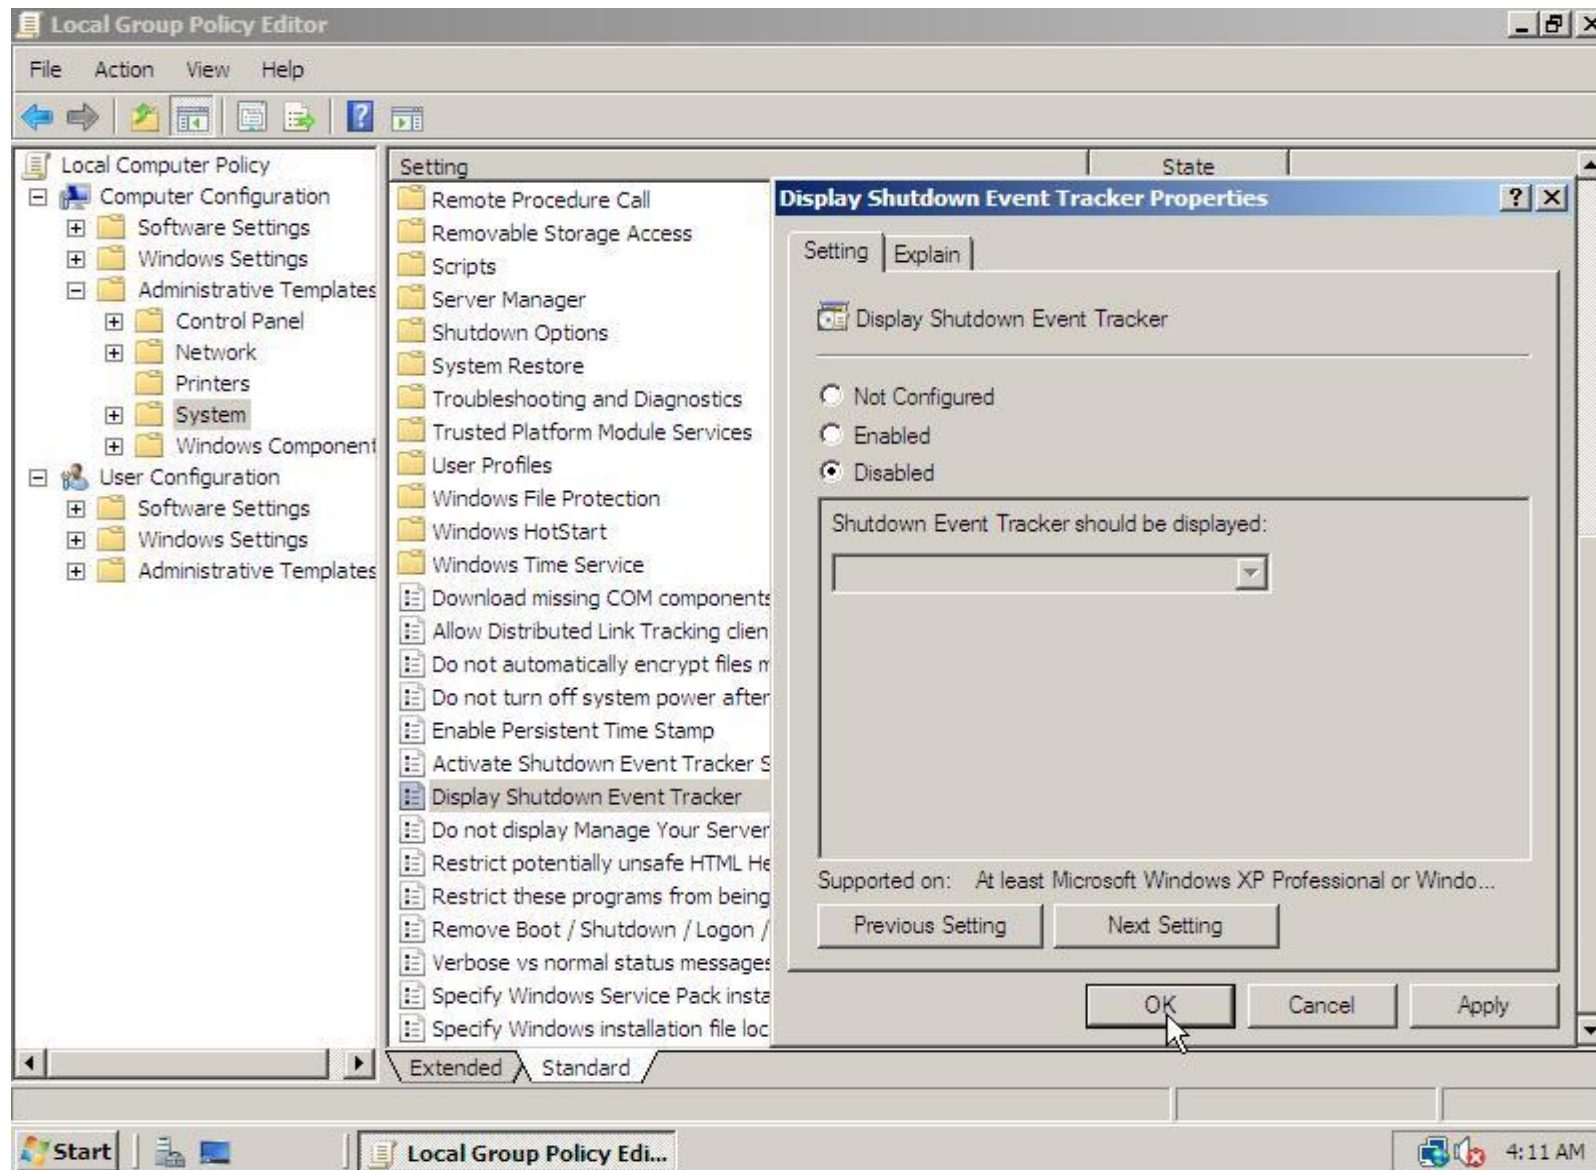 Local Group Policy Editor
File Action View Help
Local Computer Policy
Computer Configuration
Software Settings
Windows Settings
Administrative Templates
Control Panel
Network
Printers
System
Windows Component
User Configuration
Software Settings
Windows Settings
Administrative Templates
Setting State
Remote Procedure Call
Removable Storage Access
Scripts
Server Manager
Shutdown Options
System Restore
Troubleshooting and Diagnostics
Trusted Platform Module Services
User Profiles
Windows File Protection
Windows HotStart
Windows Time Service
Download missing COM components
Allow Distributed Link Tracking clien
Do not automatically encrypt files m
Do not turn off system power after
Enable Persistent Time Stamp
Activate Shutdown Event Tracker S
Display Shutdown Event Tracker
Do not display Manage Your Server
Restrict potentially unsafe HTML He
Restrict these programs from being
Remove Boot / Shutdown / Logon /
Verbose vs normal status messages
Specify Windows Service Pack insta
Specify Windows installation file loc
Extended Standard
Display Shutdown Event Tracker Properties
Setting Explain
Display Shutdown Event Tracker
Not Configured
Enabled
Disabled
Shutdown Event Tracker should be displayed:
Supported on: At least Microsoft Windows XP Professional or Windo...
Previous Setting Next Setting
OK Cancel Apply
Start Local Group Policy Edi... 4:11 AM